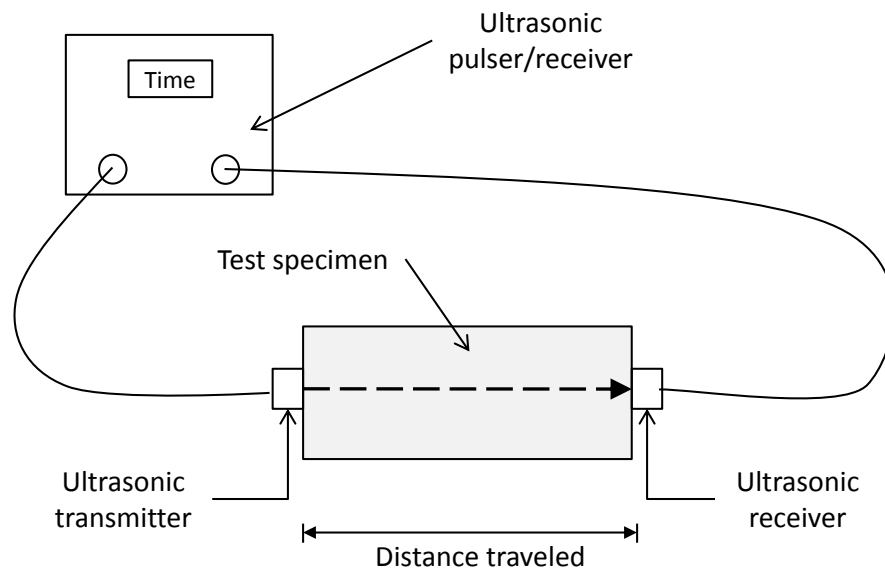 Ultrasonic
pulser/receiver
Time
Test specimen
Ultrasonic
transmitter
Ultrasonic
receiver
Distance traveled